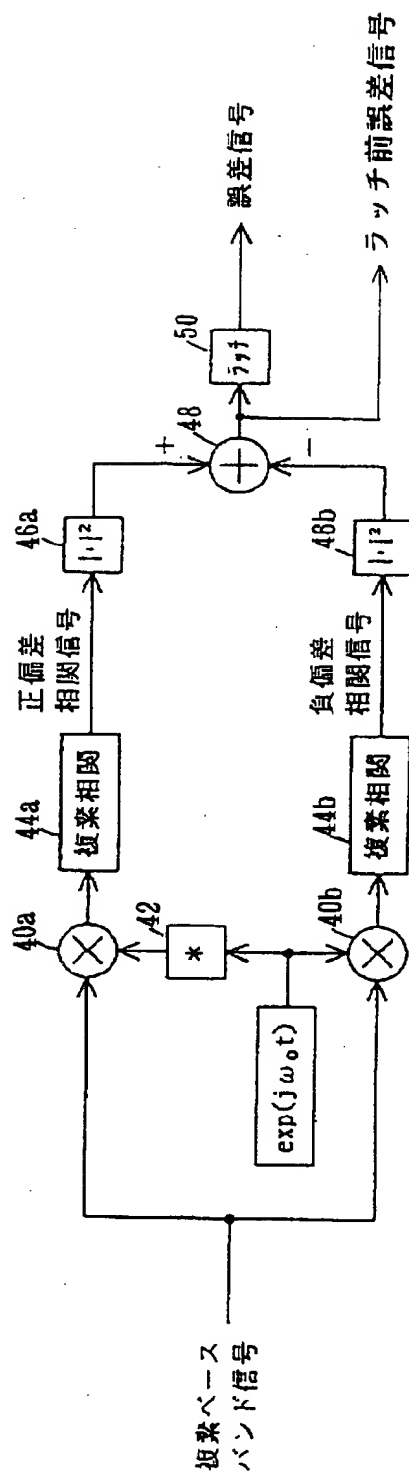 複素ベース
バンド信号
40a
44a
複素相関
正偏差
相関信号
46a
|・|²
+
48
+
−
50
ラッチ
誤差信号
ラッチ前誤差信号
42
*
exp(jω₀t)
40b
44b
複素相関
負偏差
相関信号
46b
|・|²